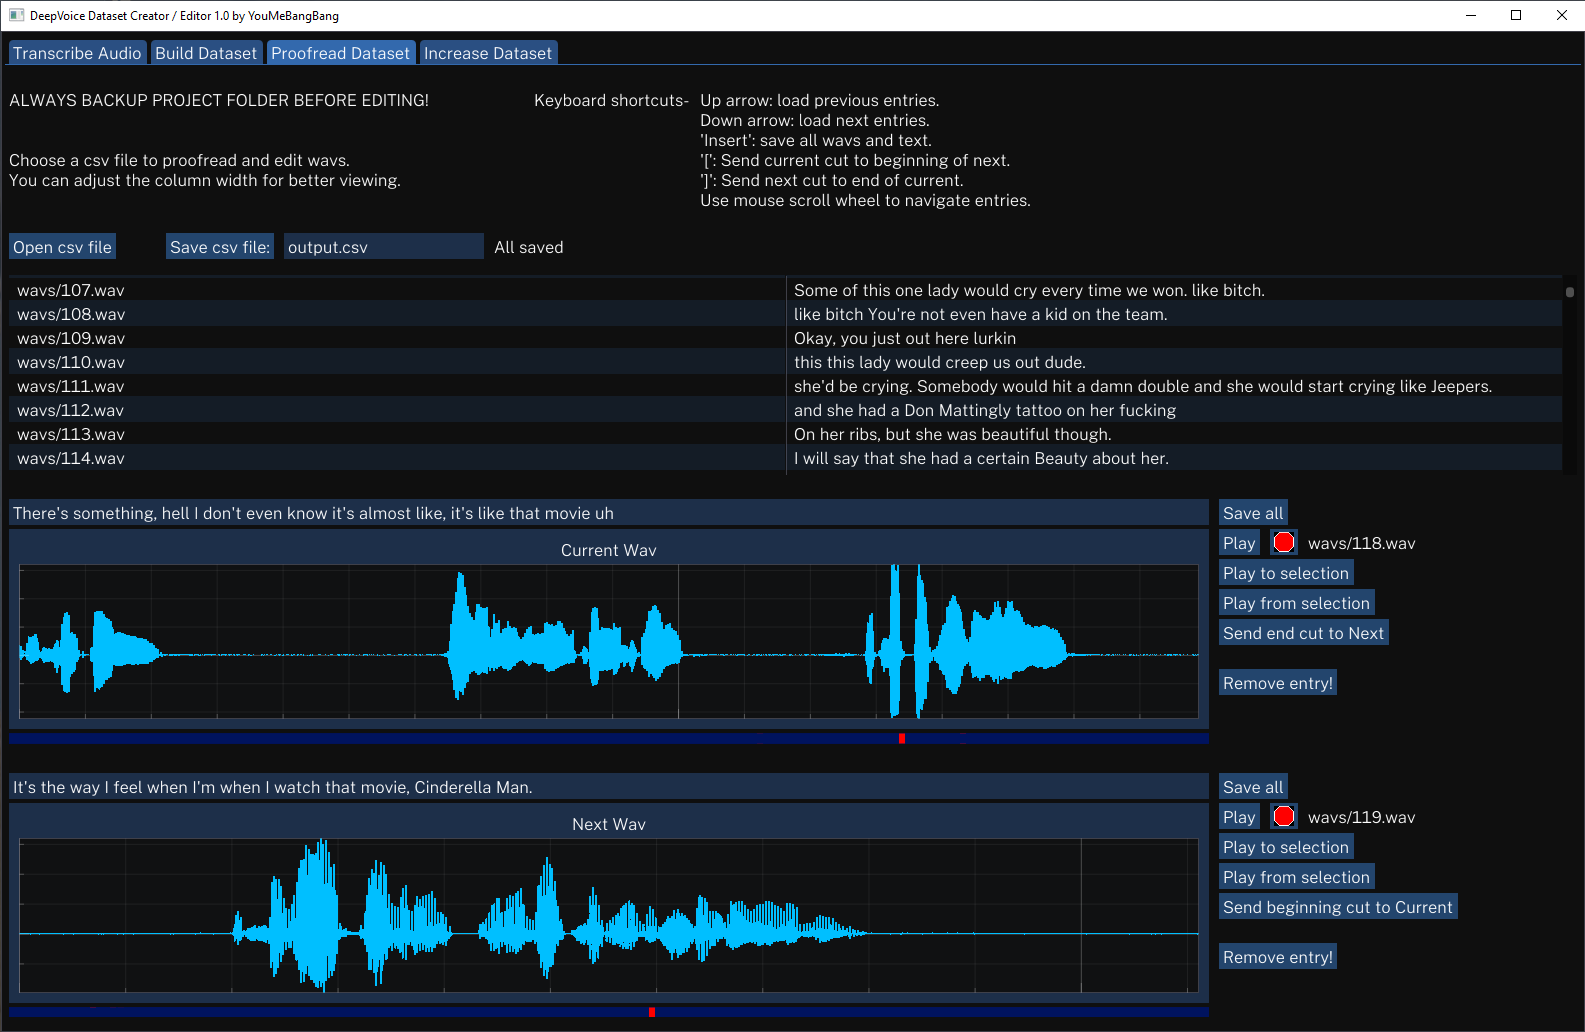 DeepVoice Dataset Creator / Editor 1.0 by YouMeBangBang
Transcribe Audio Build Dataset Proofread Dataset Increase Dataset
ALWAYS BACKUP PROJECT FOLDER BEFORE EDITING!
Keyboard shortcuts- Up arrow: load previous entries.
Down arrow: load next entries.
'Insert': save all wavs and text.
'[': Send current cut to beginning of next.
']': Send next cut to end of current.
Use mouse scroll wheel to navigate entries.
Choose a csv file to proofread and edit wavs.
You can adjust the column width for better viewing.
Open csv file Save csv file: output.csv All saved
wavs/107.wav Some of this one lady would cry every time we won. like bitch.
wavs/108.wav like bitch You're not even have a kid on the team.
wavs/109.wav Okay, you just out here lurkin
wavs/110.wav this this lady would creep us out dude.
wavs/111.wav she'd be crying. Somebody would hit a damn double and she would start crying like Jeepers.
wavs/112.wav and she had a Don Mattingly tattoo on her fucking
wavs/113.wav On her ribs, but she was beautiful though.
wavs/114.wav I will say that she had a certain Beauty about her.
There's something, hell I don't even know it's almost like, it's like that movie uh
Current Wav
Save all
Play wavs/118.wav
Play to selection
Play from selection
Send end cut to Next
Remove entry!
It's the way I feel when I'm when I watch that movie, Cinderella Man.
Next Wav
Save all
Play wavs/119.wav
Play to selection
Play from selection
Send beginning cut to Current
Remove entry!